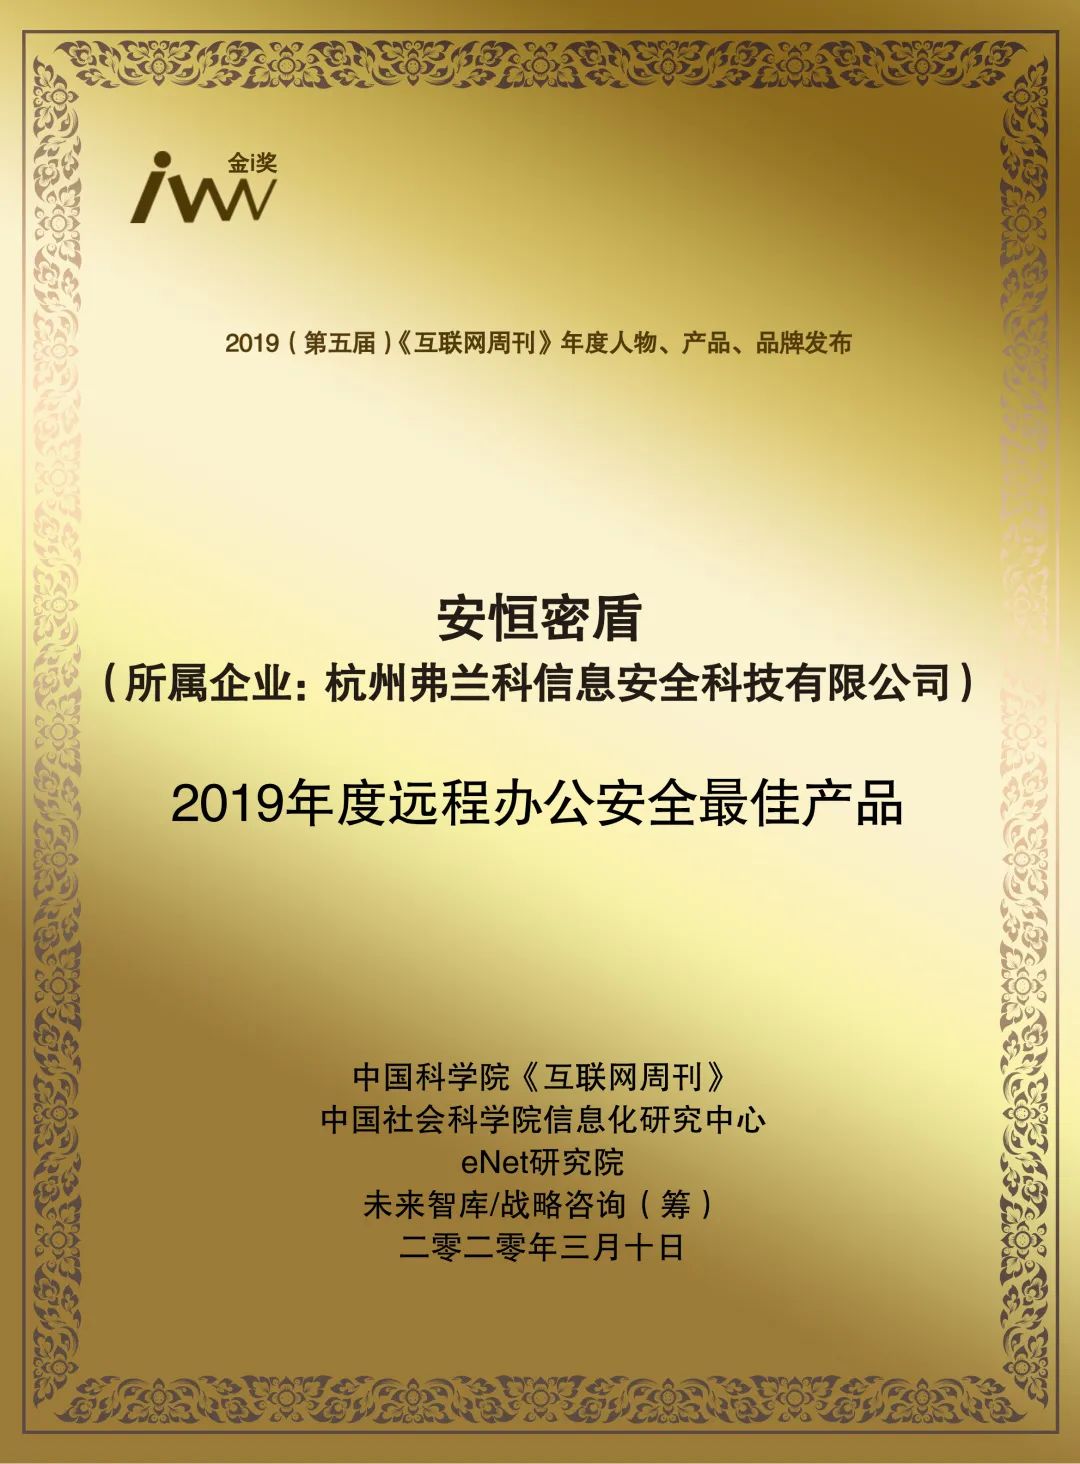 金i奖
iww
2019（第五届）《互联网周刊》年度人物、产品、品牌发布
安恒密盾
（所属企业：杭州弗兰科信息安全科技有限公司）
2019年度远程办公安全最佳产品
中国科学院《互联网周刊》
中国社会科学院信息化研究中心
eNet研究院
未来智库/战略咨询（筹）
二零二零年三月十日